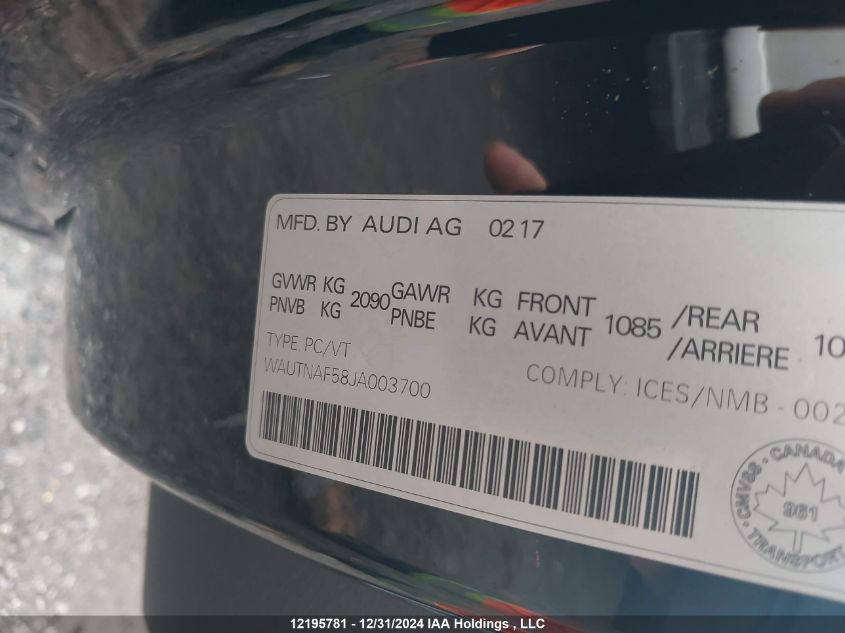 MFD. BY AUDI AG 02 17
GVWR KG 2090 GAWR KG FRONT 1085 /REAR 10
PNVB KG PNBE KG AVANT /ARRIERE
TYPE: PC/VT
WAUTNAF58JA003700 COMPLY: ICES/NMB - 002
CMVSS · CANADA ·
961
TRANSPORT
12195781 - 12/31/2024 IAA Holdings , LLC